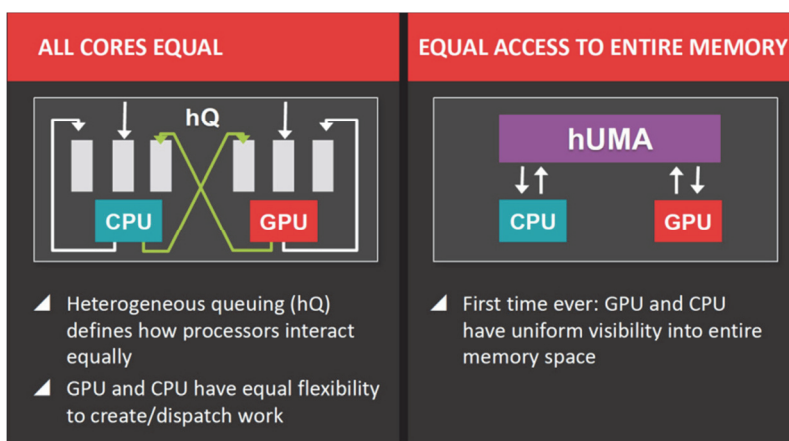 ALL CORES EQUAL
hQ
CPU
GPU
Heterogeneous queuing (hQ)
defines how processors interact
equally
GPU and CPU have equal flexibility
to create/dispatch work
EQUAL ACCESS TO ENTIRE MEMORY
hUMA
CPU
GPU
First time ever: GPU and CPU
have uniform visibility into entire
memory space